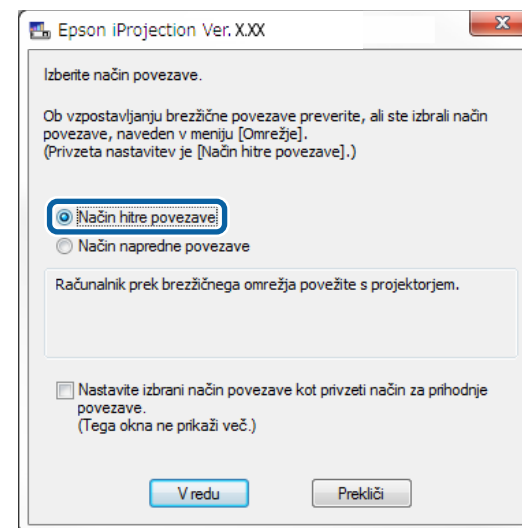 Epson iProjection Ver. X.XX
Izberite način povezave.
Ob vzpostavljanju brezžične povezave preverite, ali ste izbrali način
povezave, naveden v meniju [Omrežje].
(Privzeta nastavitev je [Način hitre povezave].)
Način hitre povezave
Način napredne povezave
Računalnik prek brezžičnega omrežja povežite s projektorjem.
Nastavite izbrani način povezave kot privzeti način za prihodnje
povezave.
(Tega okna ne prikaži več.)
V redu
Prekliči